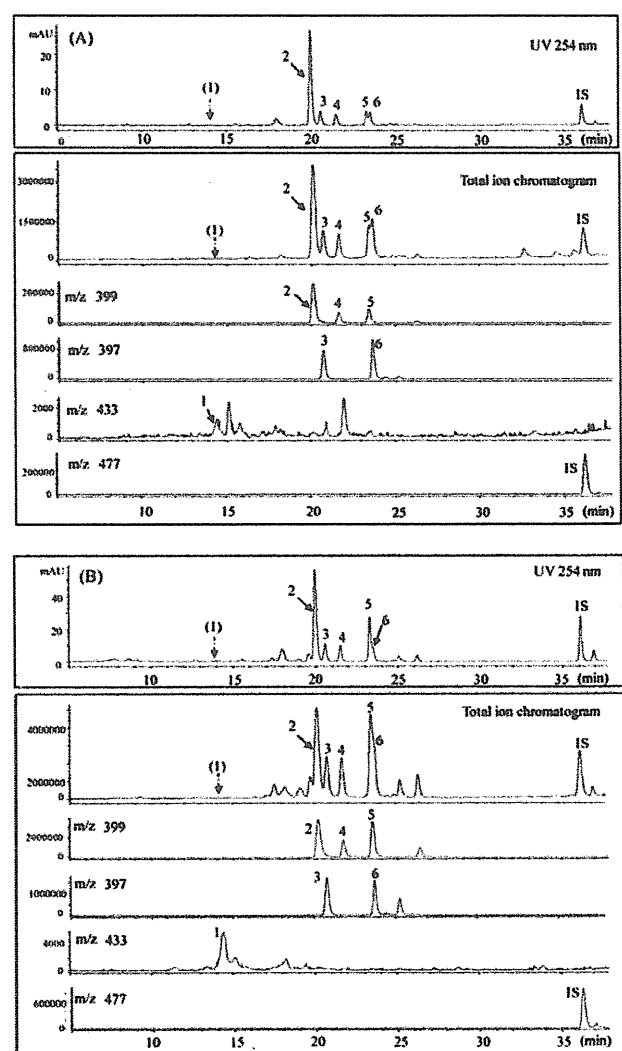 mAU
(A)
UV 254 nm
20
10
0
(1)
2
3
4
5 6
IS
0 10 15 20 25 30 35 (min)
Total ion chromatogram
3000000
1500000
0
(1)
2
3
4
5
6
IS
200000
0
m/z 399
2
4
5
800000
0
m/z 397
3
6
2000
0
m/z 433
1
200000
0
m/z 477
IS
10 15 20 25 30 35 (min)
mAU
(B)
UV 254 nm
40
20
0
(1)
2
3
4
5
6
IS
10 15 20 25 30 35 (min)
Total ion chromatogram
4000000
2000000
0
(1)
2
3
4
5
6
IS
2000000
0
m/z 399
2
4
5
1000000
0
m/z 397
3
6
4000
0
m/z 433
1
600000
0
m/z 477
IS
10 15 20 25 30 35 (min)